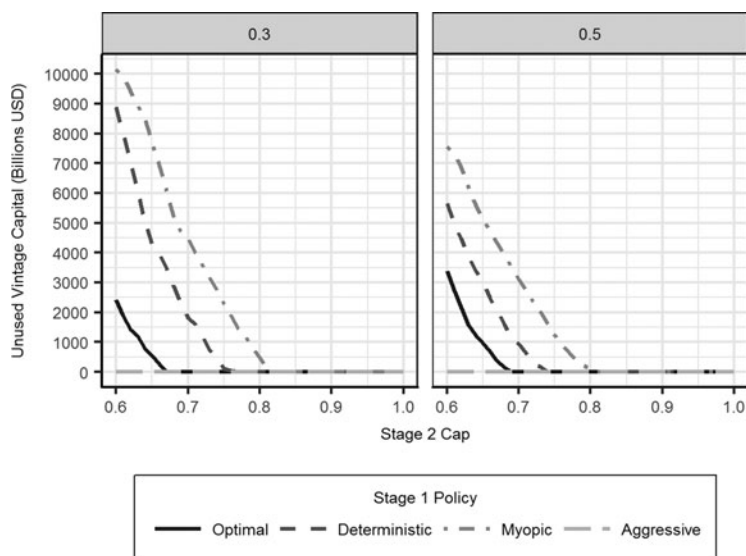 0.3 0.5
Unused Vintage Capital (Billions USD)
10000
9000
8000
7000
6000
5000
4000
3000
2000
1000
0
0.6 0.7 0.8 0.9 1.0 0.6 0.7 0.8 0.9 1.0
Stage 2 Cap
Stage 1 Policy
Optimal Deterministic Myopic Aggressive